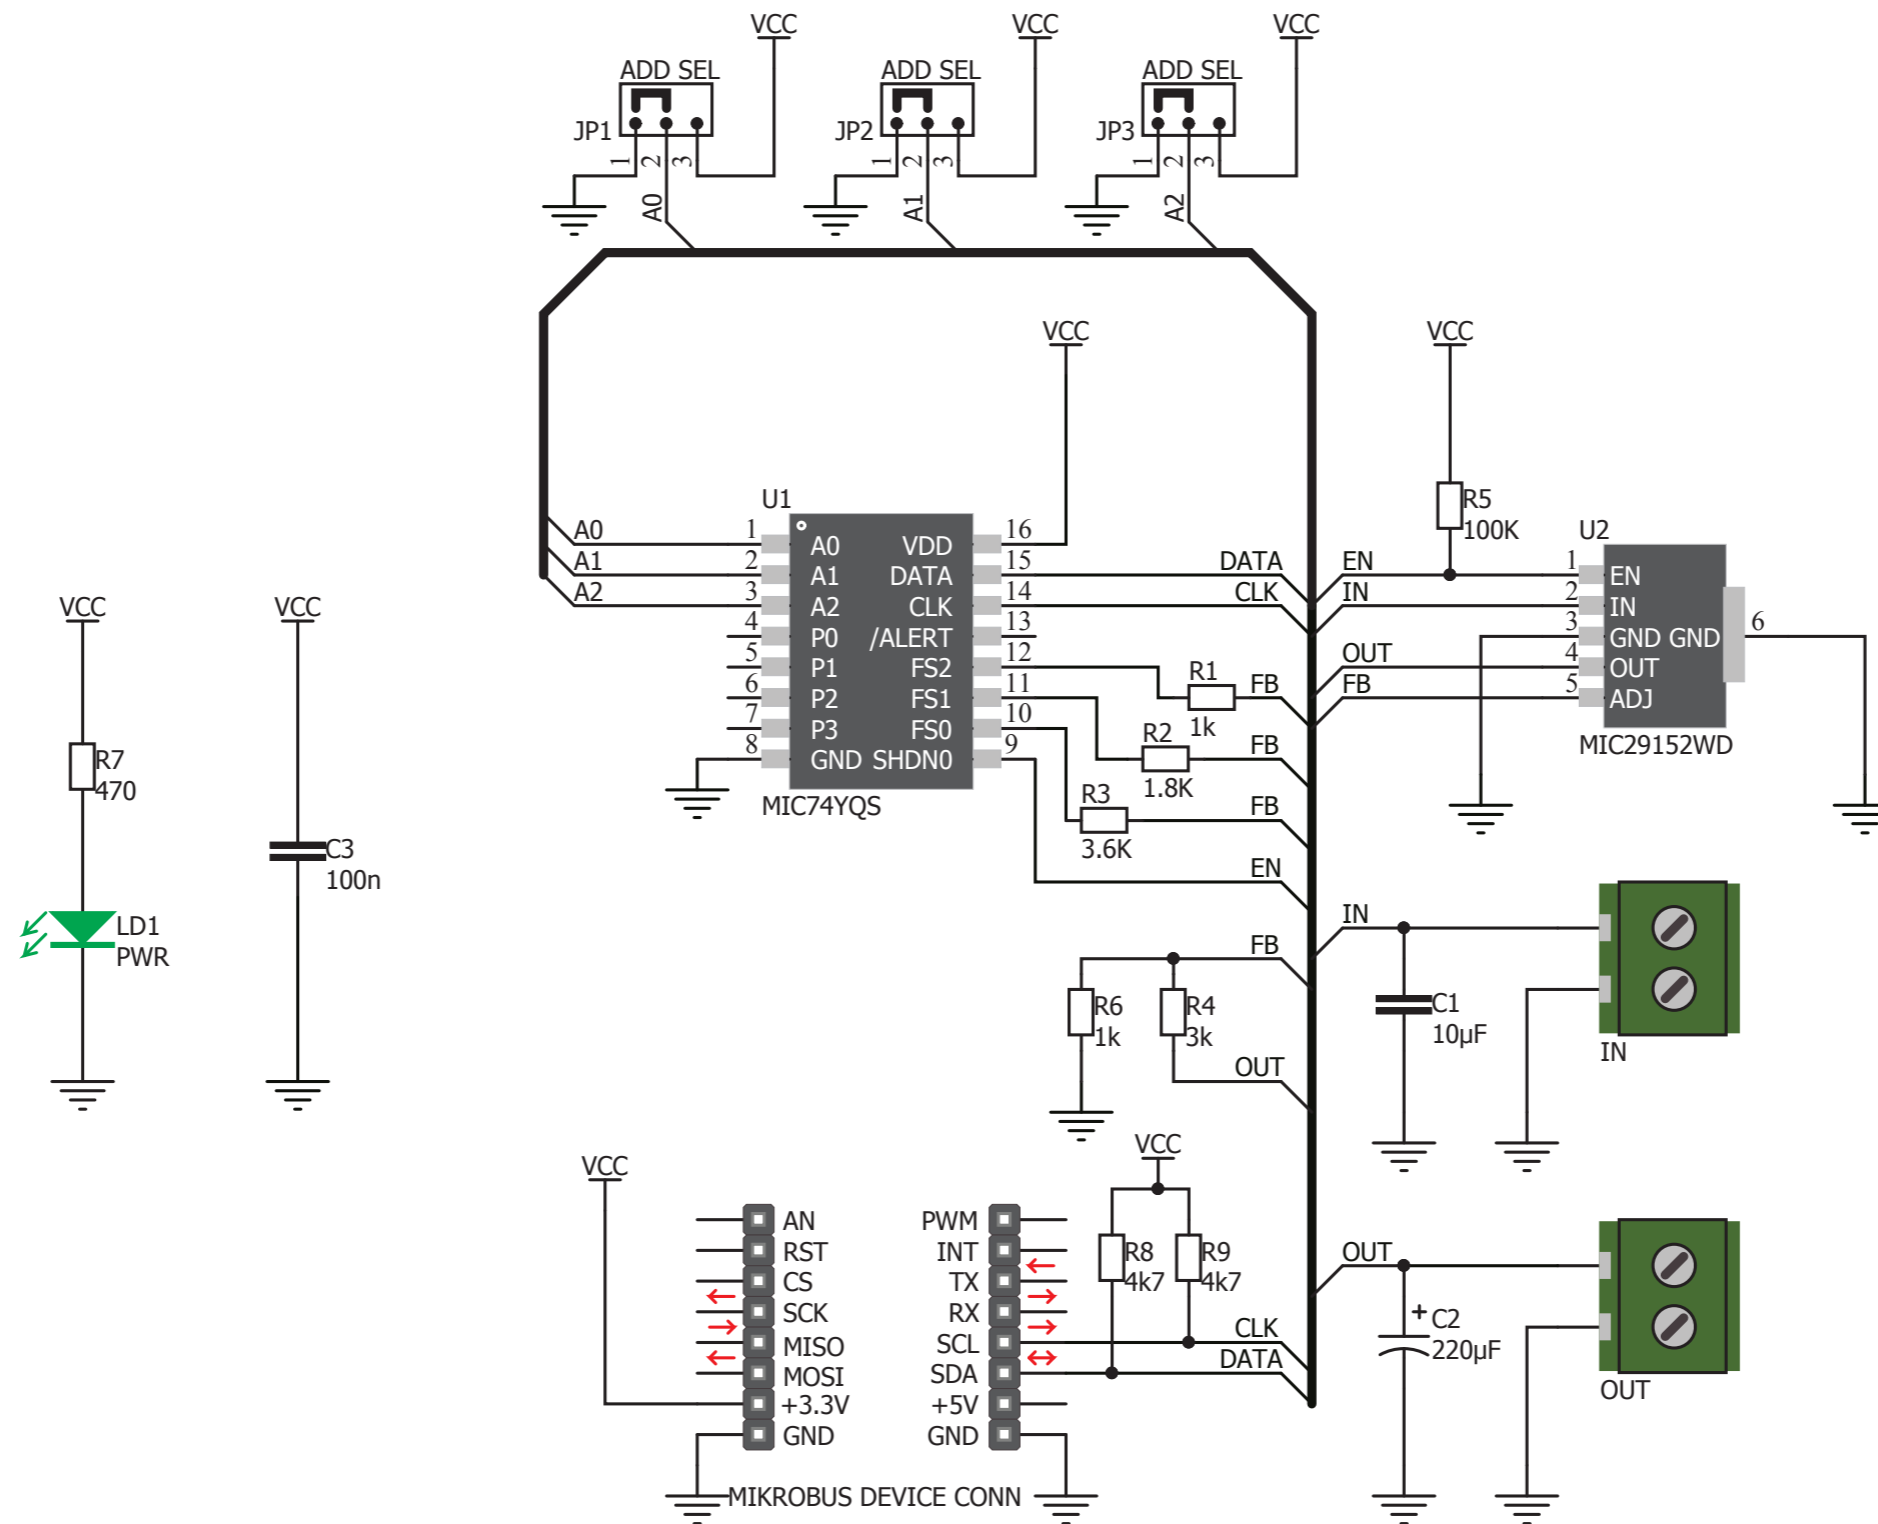 VCC VCC VCC
ADD SEL ADD SEL ADD SEL
JP1 JP2 JP3
1 2 3 1 2 3 1 2 3
A0 A1 A2
VCC VCC
U1
A0 1 A0 VDD 16
A1 2 A1 DATA 15 DATA
A2 3 A2 CLK 14 CLK
4 P0 /ALERT 13
5 P1 FS2 12
6 P2 FS1 11
7 P3 FS0 10
8 GND SHDN0 9
MIC74YQS
R1 FB
1k
R2 FB
1.8K
R3 FB
3.6K
EN
R5
100K
U2
EN 1 EN
IN 2 IN
3 GND GND 6
OUT 4 OUT
FB 5 ADJ
MIC29152WD
VCC VCC
R7
470
C3
100n
LD1
PWR
FB
R6 R4
1k 3k
OUT
IN
C1
10µF
IN
VCC VCC
AN PWM
RST INT
CS TX
SCK RX
MISO SCL CLK
MOSI SDA DATA
+3.3V +5V
GND GND
R8 R9
4k7 4k7
MIKROBUS DEVICE CONN
OUT
+ C2
220µF
OUT